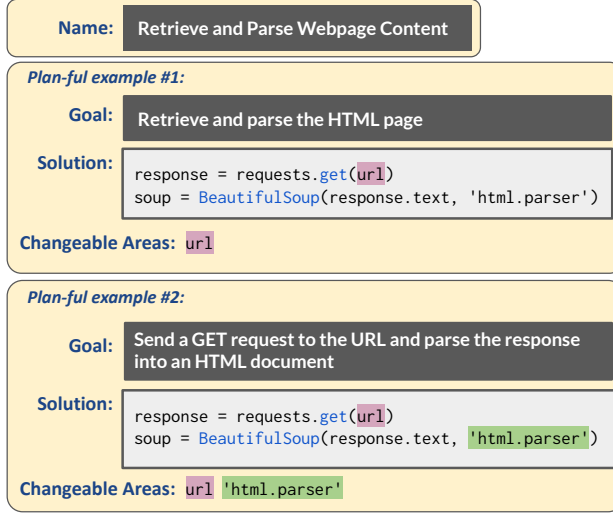 Name: Retrieve and Parse Webpage Content
Plan-ful example #1:
Goal: Retrieve and parse the HTML page
Solution:
response = requests.get(url)
soup = BeautifulSoup(response.text, 'html.parser')
Changeable Areas: url
Plan-ful example #2:
Goal: Send a GET request to the URL and parse the response
into an HTML document
Solution:
response = requests.get(url)
soup = BeautifulSoup(response.text, 'html.parser')
Changeable Areas: url 'html.parser'